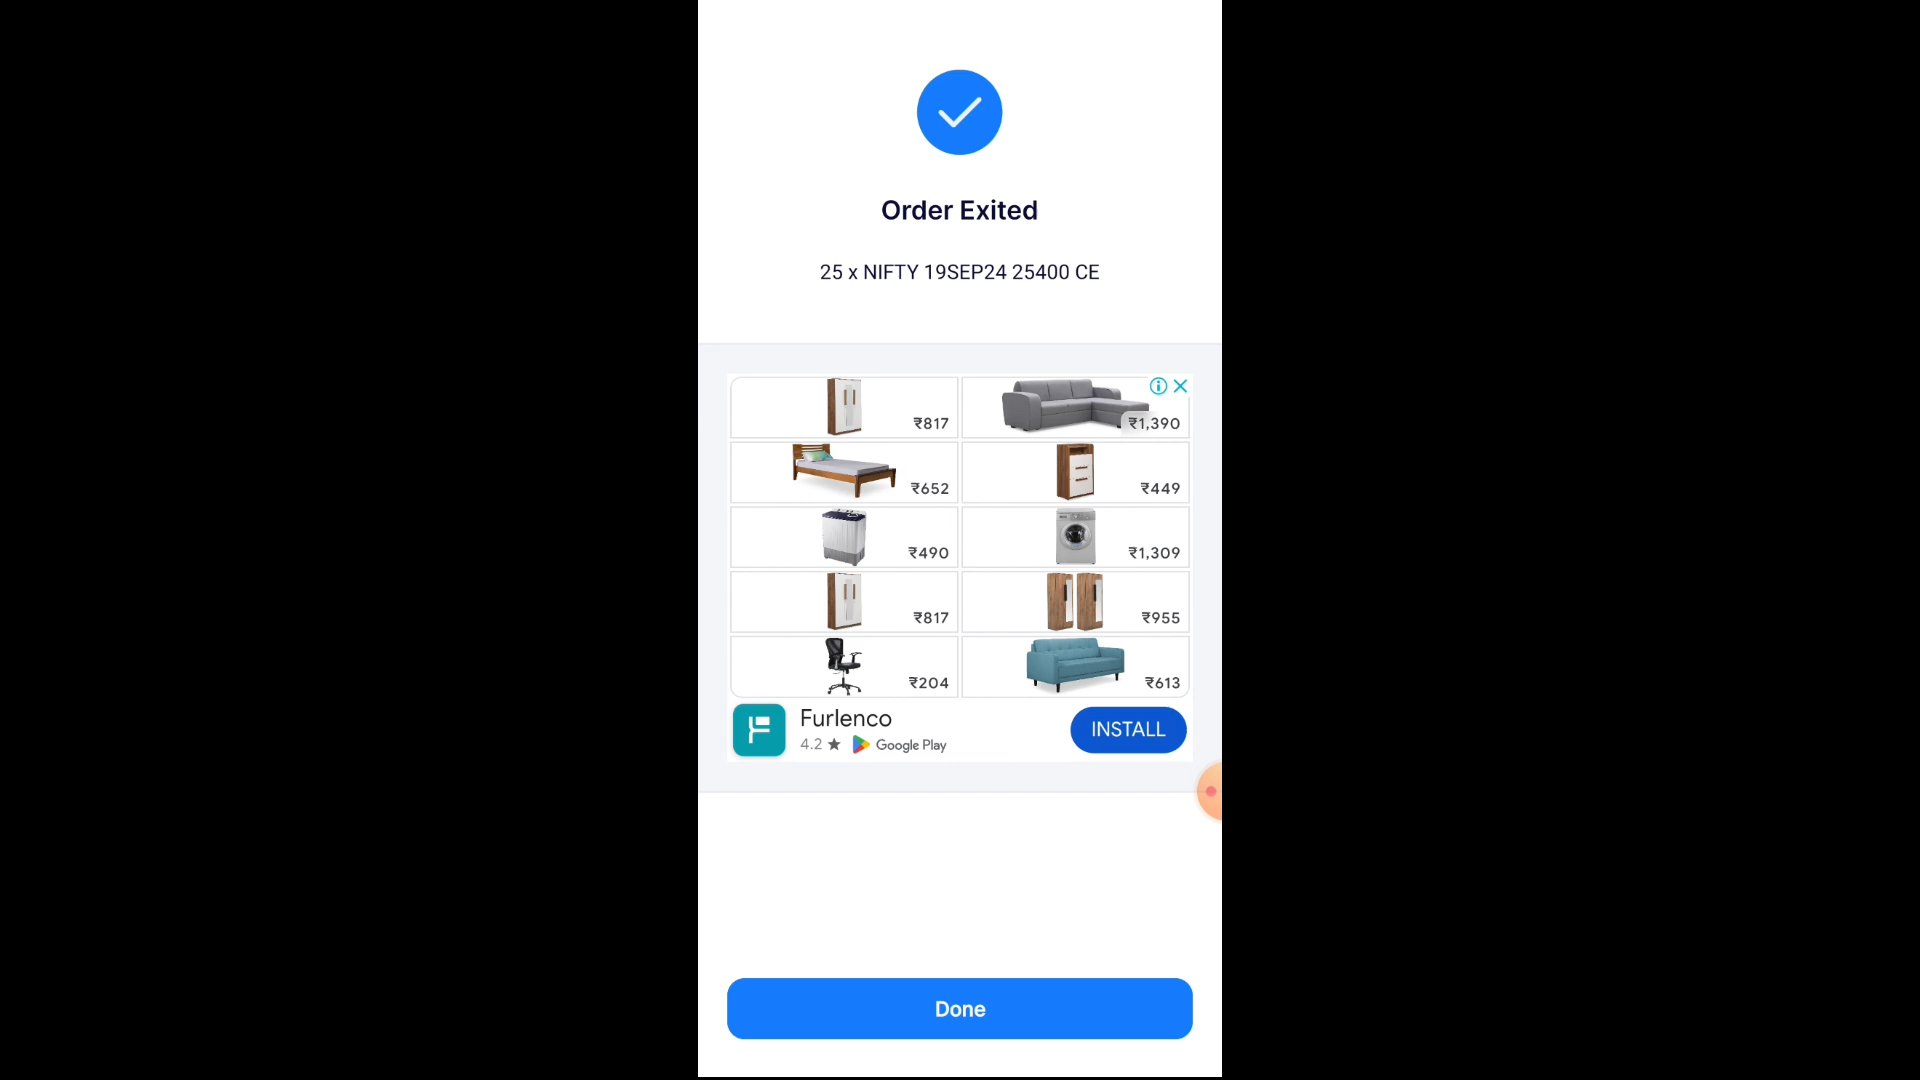 Order Exited
25 x NIFTY 19SEP24 25400 CE
₹817
₹1,390
₹652
₹449
₹490
₹1,309
₹817
₹955
₹204
₹613
Furlenco
4.2 ★ Google Play
INSTALL
Done